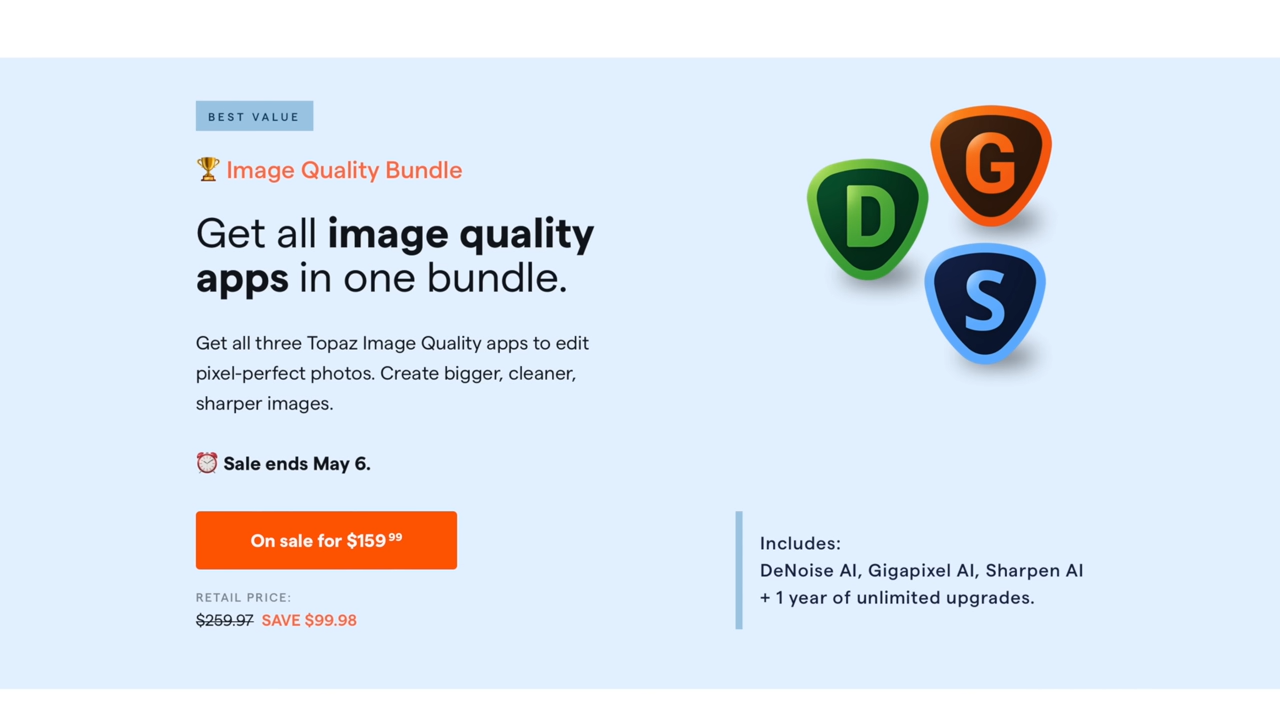 BEST VALUE
🏆 Image Quality Bundle
Get all image quality
apps in one bundle.
Get all three Topaz Image Quality apps to edit
pixel-perfect photos. Create bigger, cleaner,
sharper images.
⏰ Sale ends May 6.
On sale for $159 99
RETAIL PRICE:
$259.97 SAVE $99.98
D
G
S
Includes:
DeNoise AI, Gigapixel AI, Sharpen AI
+ 1 year of unlimited upgrades.